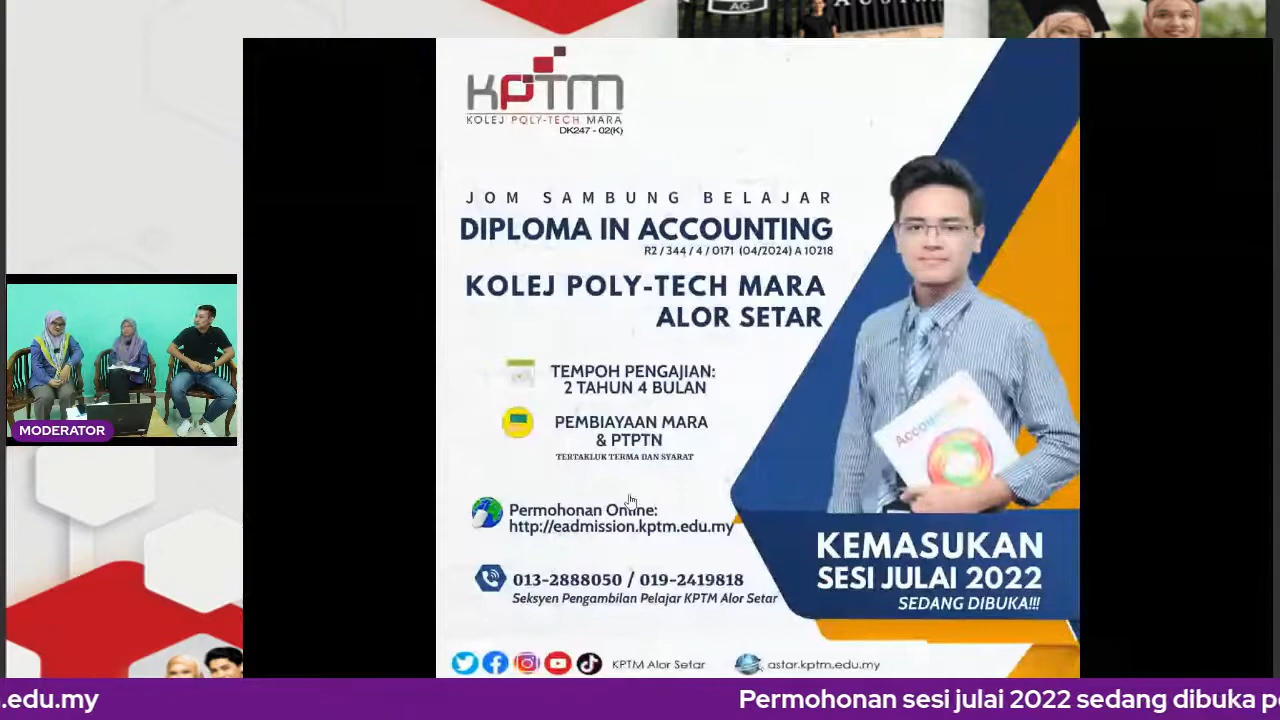 AC
KPTM
KOLEJ POLY-TECH MARA
DK247 - 02(K)
JOM SAMBUNG BELAJAR
DIPLOMA IN ACCOUNTING
R2 / 344 / 4 / 0171 (04/2024) A 10218
KOLEJ POLY-TECH MARA
ALOR SETAR
TEMPOH PENGAJIAN:
2 TAHUN 4 BULAN
PEMBIAYAAN MARA
& PTPTN
TERTAKLUK TERMA DAN SYARAT
Permohonan Online:
http://eadmission.kptm.edu.my
013-2888050 / 019-2419818
Seksyen Pengambilan Pelajar KPTM Alor Setar
Accounting
KEMASUKAN
SESI JULAI 2022
SEDANG DIBUKA!!!
KPTM Alor Setar
astar.kptm.edu.my
MODERATOR
.edu.my
Permohonan sesi julai 2022 sedang dibuka